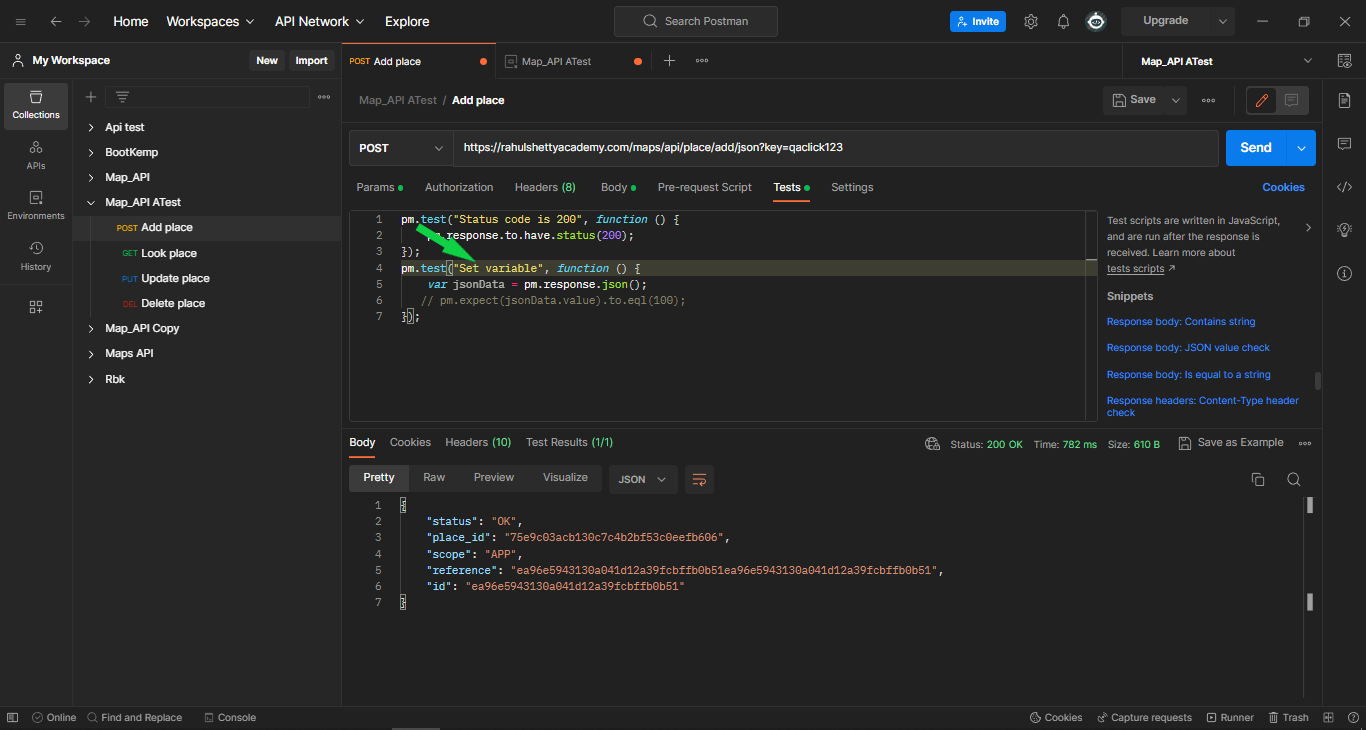 Home Workspaces API Network Explore Search Postman Invite Upgrade
My Workspace New Import POST Add place Map_API ATest Map_API ATest
Collections
APIs
Environments
History
Api test
BootKemp
Map_API
Map_API ATest
POST Add place
GET Look place
PUT Update place
DEL Delete place
Map_API Copy
Maps API
Rbk
Map_API ATest / Add place Save
POST https://rahulshettyacademy.com/maps/api/place/add/json?key=qaclick123 Send
Params Authorization Headers (8) Body Pre-request Script Tests Settings Cookies
1 pm.test("Status code is 200", function () {
2 .response.to.have.status(200);
3 });
4 pm.test("Set variable", function () {
5 var jsonData = pm.response.json();
6 // pm.expect(jsonData.value).to.eql(100);
7 });
Test scripts are written in JavaScript,
and are run after the response is
received. Learn more about
tests scripts ↗
Snippets
Response body: Contains string
Response body: JSON value check
Response body: Is equal to a string
Response headers: Content-Type header
check
Body Cookies Headers (10) Test Results (1/1) Status: 200 OK Time: 782 ms Size: 610 B Save as Example
Pretty Raw Preview Visualize JSON
1 {
2 "status": "OK",
3 "place_id": "75e9c03acb130c7c4b2bf53c0eefb606",
4 "scope": "APP",
5 "reference": "ea96e5943130a041d12a39fcbffb0b51ea96e5943130a041d12a39fcbffb0b51",
6 "id": "ea96e5943130a041d12a39fcbffb0b51"
7 }
Online Find and Replace Console Cookies Capture requests Runner Trash